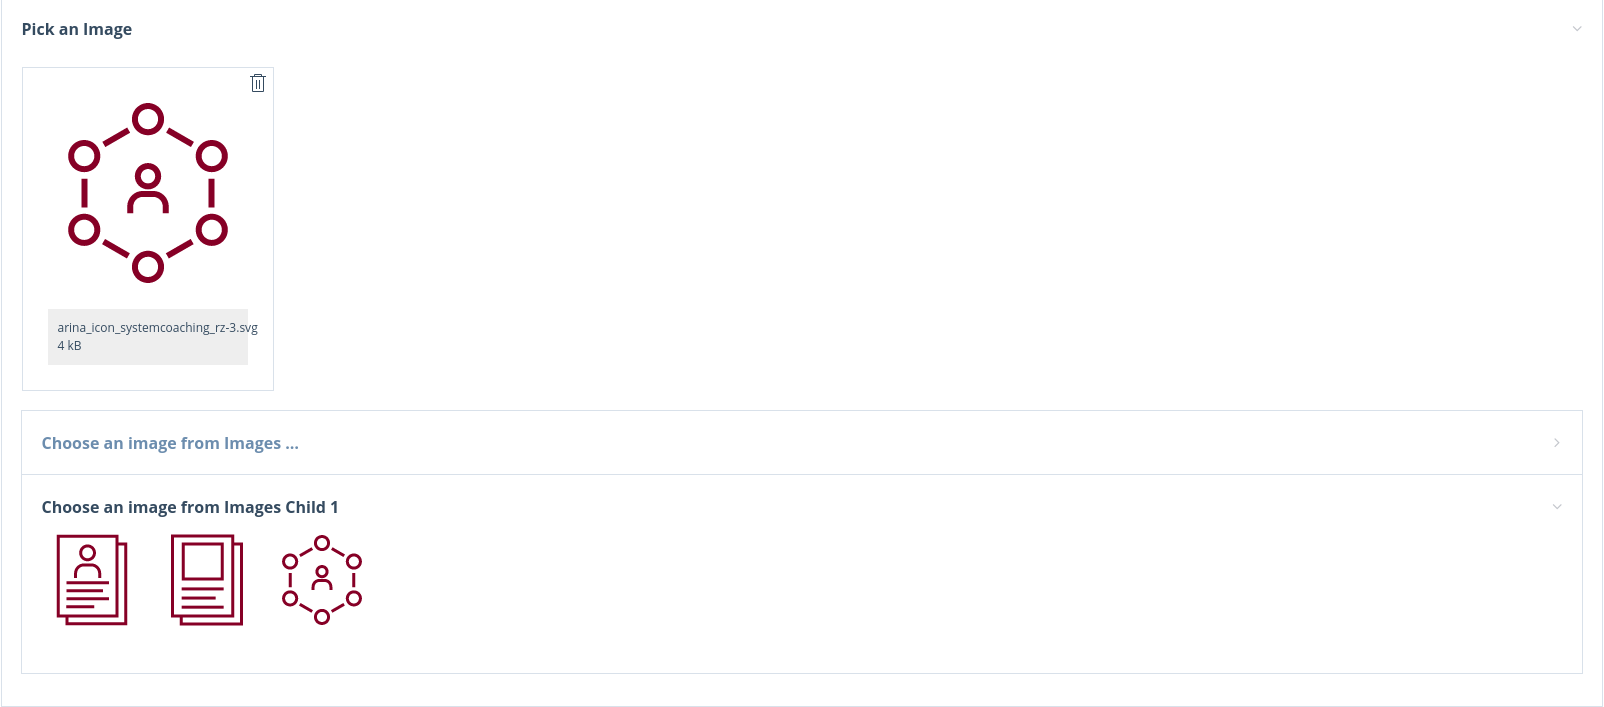 Pick an Image
arina_icon_systemcoaching_rz-3.svg
4 kB
Choose an image from Images ...
Choose an image from Images Child 1